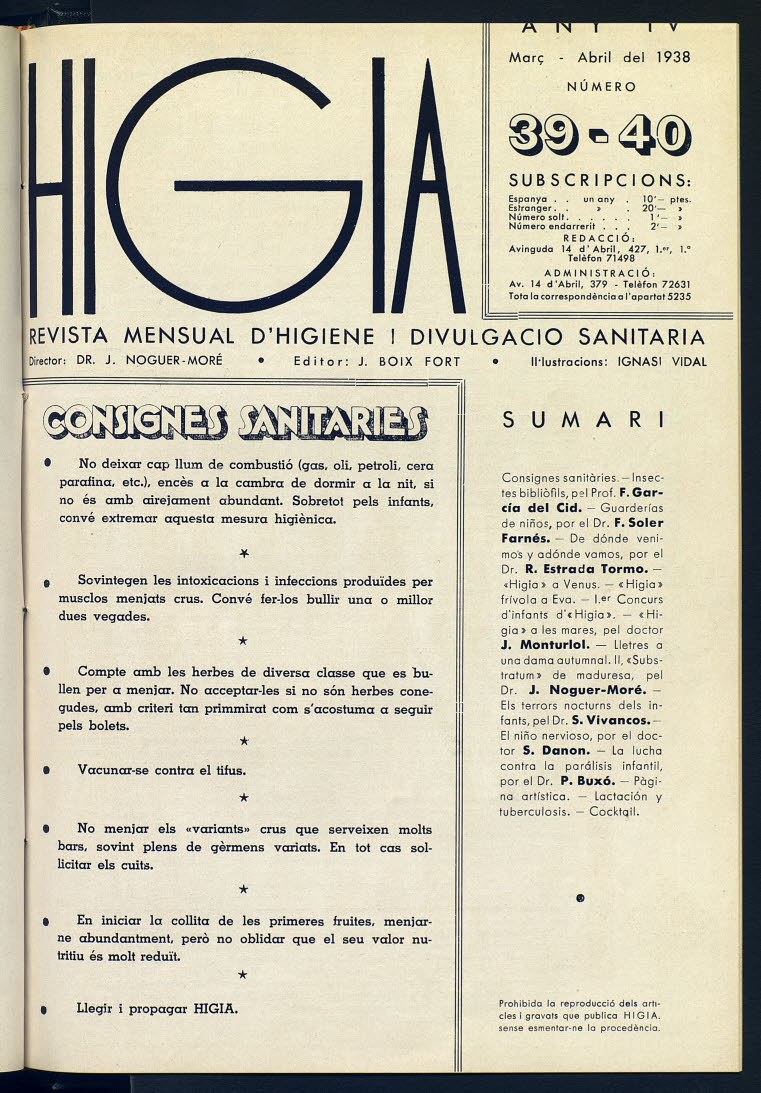 HIGIA
ANY IV
Març - Abril del 1938
NÚMERO
39-40
SUBSCRIPCIONS:
Espanya . . un any . 10'— ptes.
Estranger . . » . 20'— »
Número solt . . . . . . 1'— »
Número endarrerit . . . 2'— »
REDACCIÓ:
Avinguda 14 d'Abril, 427, 1.er, 1.ª
Telèfon 71498
ADMINISTRACIÓ:
Av. 14 d'Abril, 379 - Telèfon 72631
Tota la correspondència a l'apartat 5235
REVISTA MENSUAL D'HIGIENE I DIVULGACIO SANITARIA
Director: DR. J. NOGUER-MORÉ • Editor: J. BOIX FORT • Il·lustracions: IGNASI VIDAL
CONSIGNES SANITARIES
• No deixar cap llum de combustió (gas, oli, petroli, cera
parafina, etc.), encès a la cambra de dormir a la nit, si
no és amb airejament abundant. Sobretot pels infants,
convé extremar aquesta mesura higiènica.
★
• Sovintegen les intoxicacions i infeccions produïdes per
musclos menjats crus. Convé fer-los bullir una o millor
dues vegades.
★
• Compte amb les herbes de diversa classe que es bu-
llen per a menjar. No acceptar-les si no són herbes cone-
gudes, amb criteri tan primmirat com s'acostuma a seguir
pels bolets.
★
• Vacunar-se contra el tifus.
★
• No menjar els «variants» crus que serveixen molts
bars, sovint plens de gèrmens variats. En tot cas sol-
licitar els cuits.
★
• En iniciar la collita de les primeres fruites, menjar-
ne abundantment, però no oblidar que el seu valor nu-
tritiu és molt reduït.
★
• Llegir i propagar HIGIA.
SUMARI
Consignes sanitàries. — Insec-
tes bibliòfils, pel Prof. F. Gar-
cía del Cid. — Guarderías
de niños, por el Dr. F. Soler
Farnés. — De dónde veni-
mos y adónde vamos, por el
Dr. R. Estrada Tormo. —
«Higia» a Venus. — «Higia»
frívola a Eva. — I.er Concurs
d'infants d'«Higia». — «Hi-
gia» a les mares, pel doctor
J. Monturiol. — Lletres a
una dama autumnal. II, «Subs-
tratum» de maduresa, pel
Dr. J. Noguer-Moré. —
Els terrors nocturns dels in-
fants, pel Dr. S. Vivancos. —
El niño nervioso, por el doc-
tor S. Danon. — La lucha
contra la parálisis infantil,
por el Dr. P. Buxó. — Pàgi-
na artística. — Lactación y
tuberculosis. — Cocktail.
Prohibida la reproducció dels arti-
cles i gravats que publica HIGIA,
sense esmentar-ne la procedència.